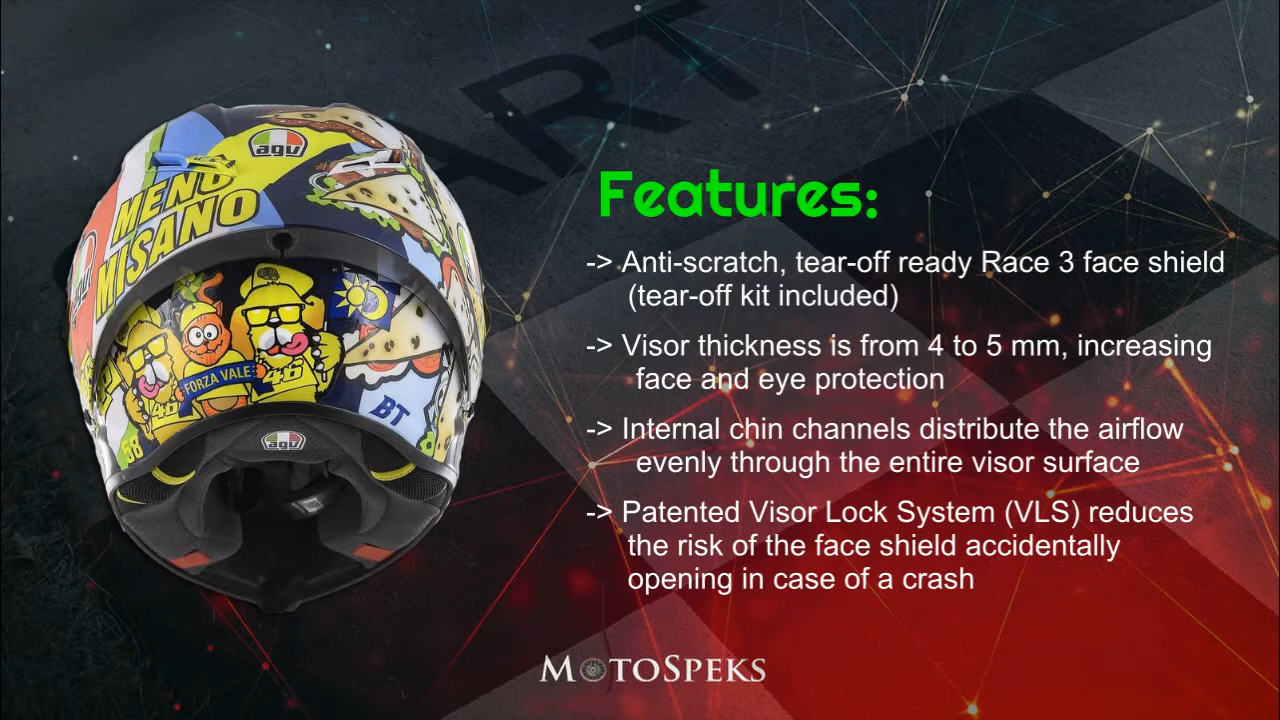 ART
agv
MENO
MISANO
agv
FORZA VALE
46
46
58
BT
agv
Features:
-> Anti-scratch, tear-off ready Race 3 face shield
(tear-off kit included)
-> Visor thickness is from 4 to 5 mm, increasing
face and eye protection
-> Internal chin channels distribute the airflow
evenly through the entire visor surface
-> Patented Visor Lock System (VLS) reduces
the risk of the face shield accidentally
opening in case of a crash
MOTOSPEKS